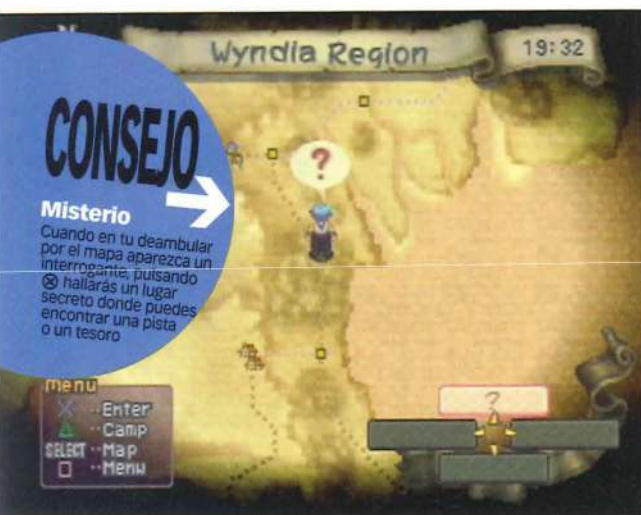 Wyndia Region
19:32
CONSEJO
Misterio
Cuando en tu deambular
por el mapa aparezca un
interrogante, pulsando
ⓧ hallarás un lugar
secreto donde puedes
encontrar una pista
o un tesoro
?
menu
X ··Enter
△ ··Camp
SELECT ··Map
□ ··Menu
?